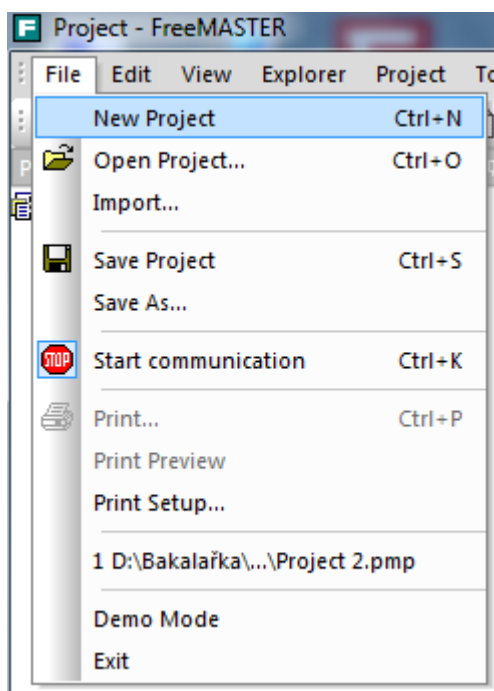 Project - FreeMASTER
File Edit View Explorer Project
New Project Ctrl+N
Open Project... Ctrl+O
Import...
Save Project Ctrl+S
Save As...
STOP Start communication Ctrl+K
Print... Ctrl+P
Print Preview
Print Setup...
1 D:\Bakalařka\...\Project 2.pmp
Demo Mode
Exit